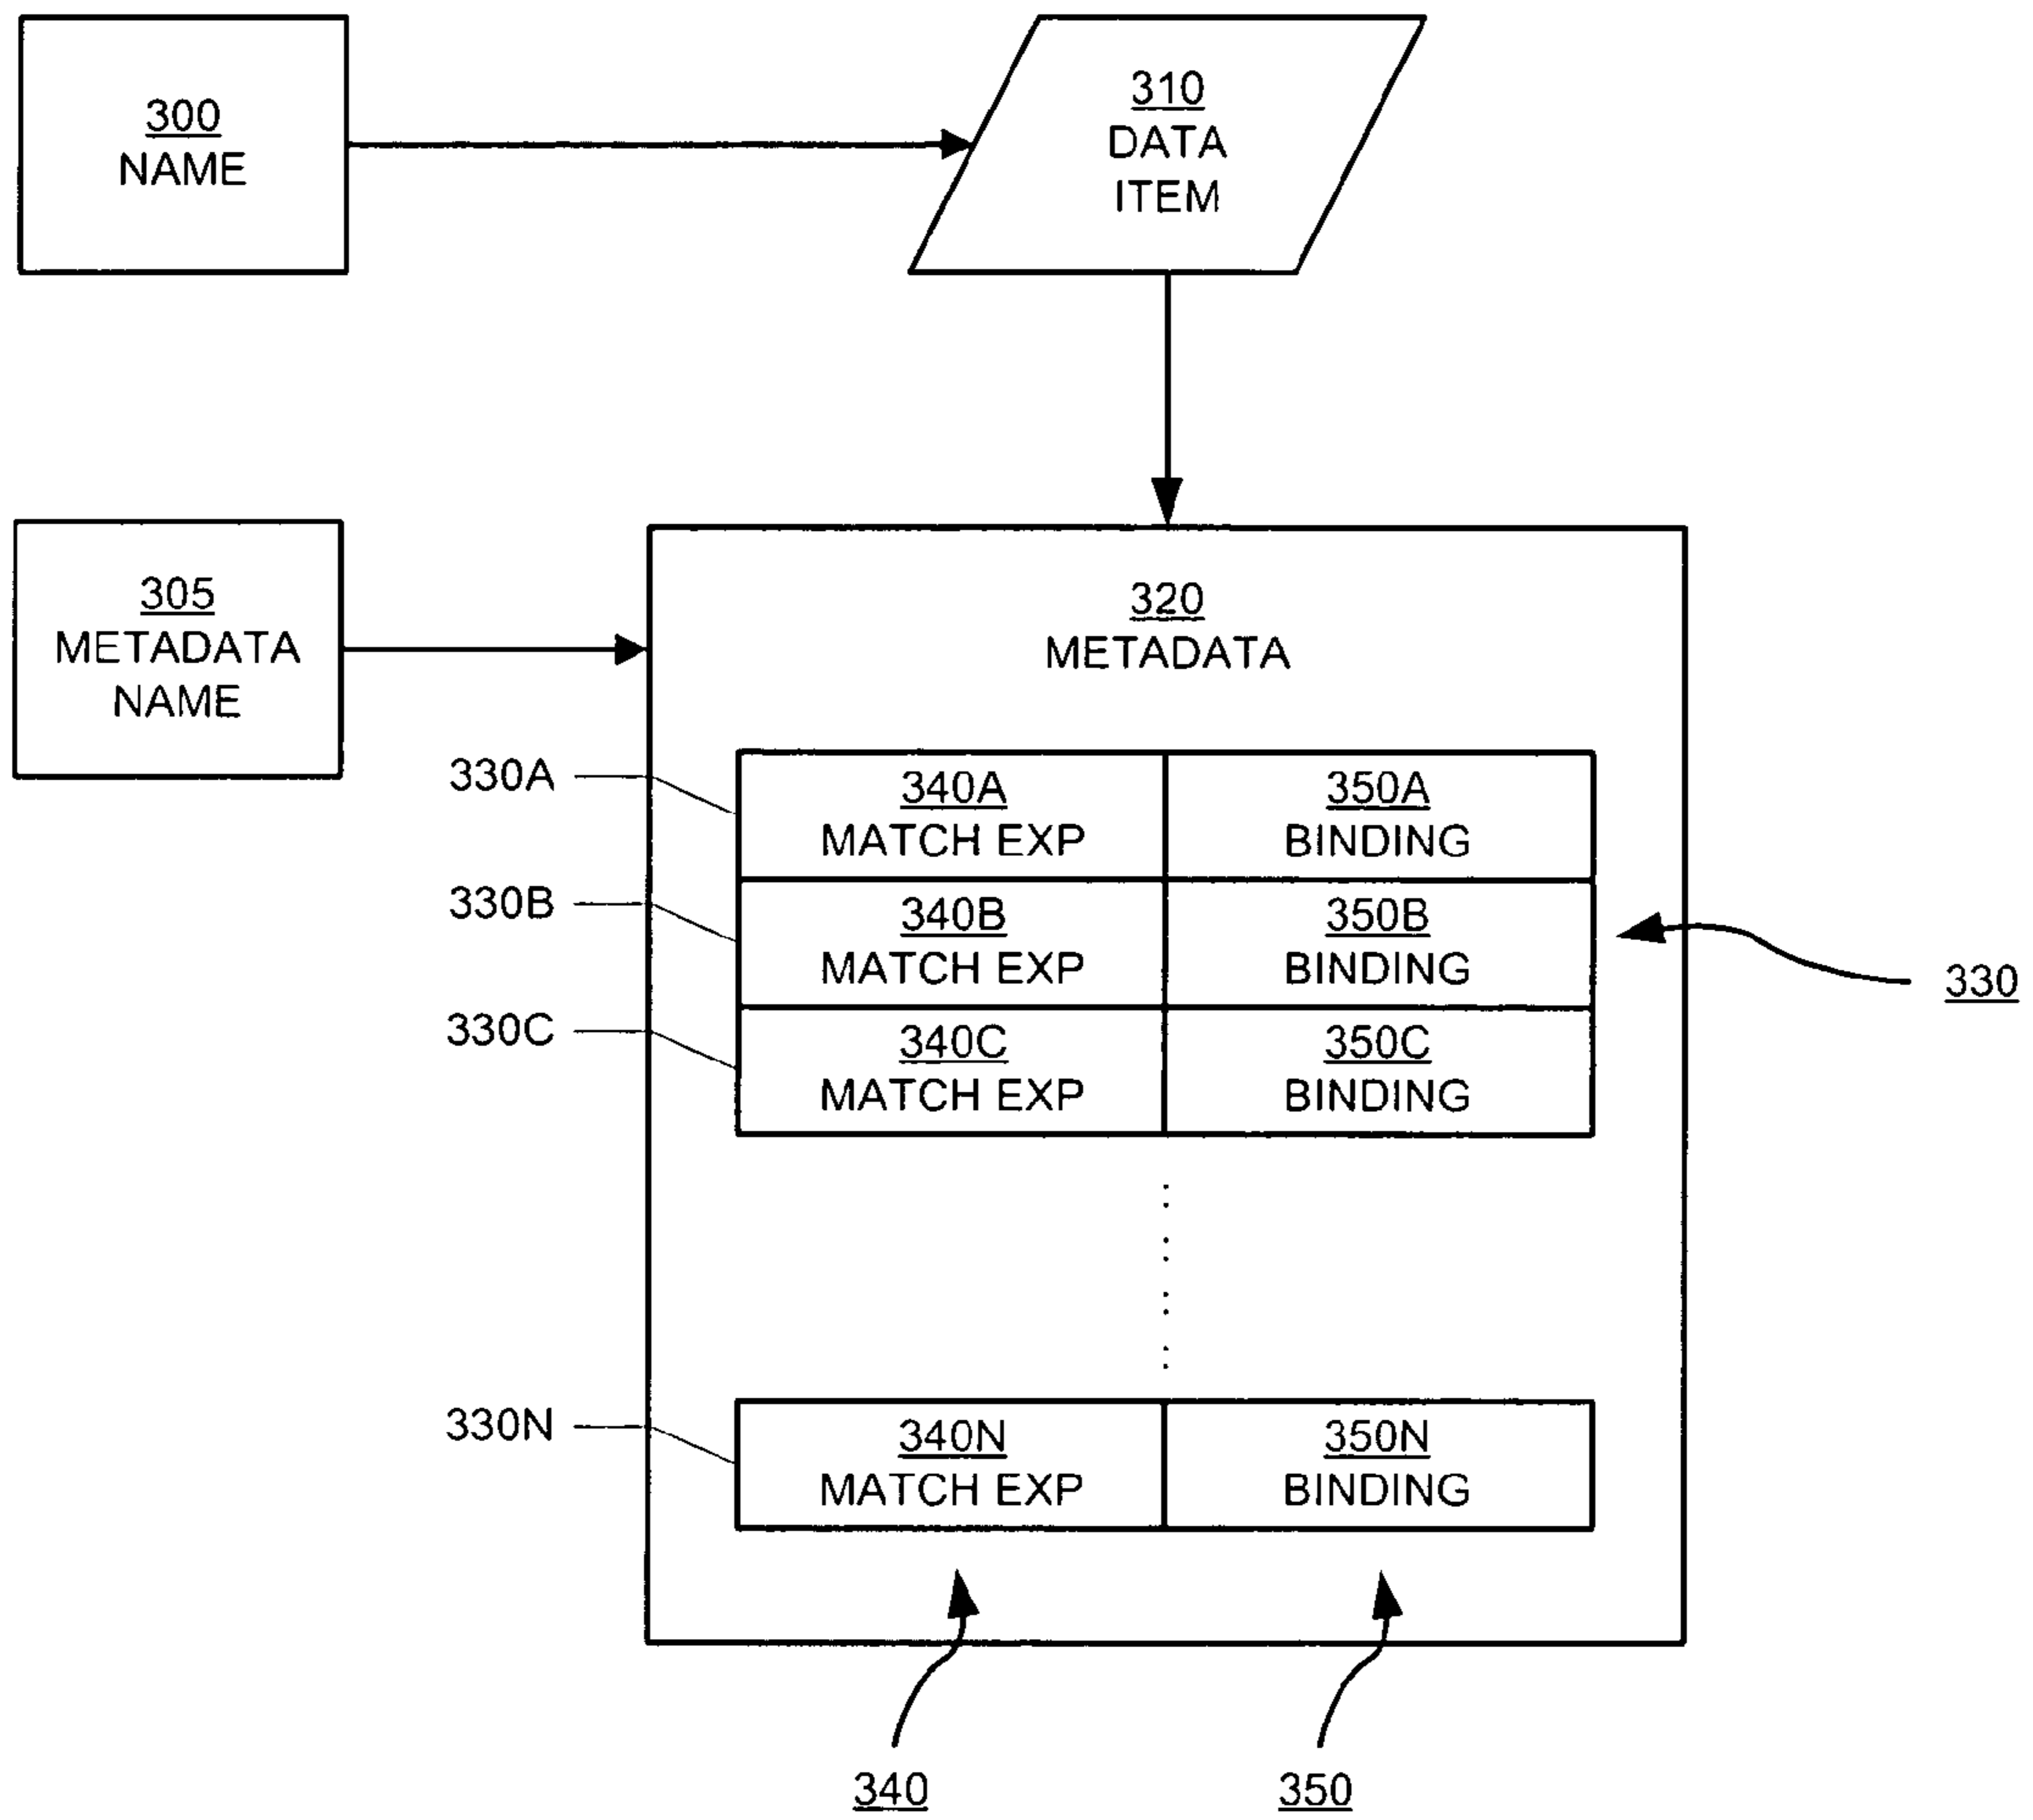 300
NAME
310
DATA
ITEM
305
METADATA
NAME
320
METADATA
330A
340A
MATCH EXP
350A
BINDING
330B
340B
MATCH EXP
350B
BINDING
330
330C
340C
MATCH EXP
350C
BINDING
330N
340N
MATCH EXP
350N
BINDING
340
350